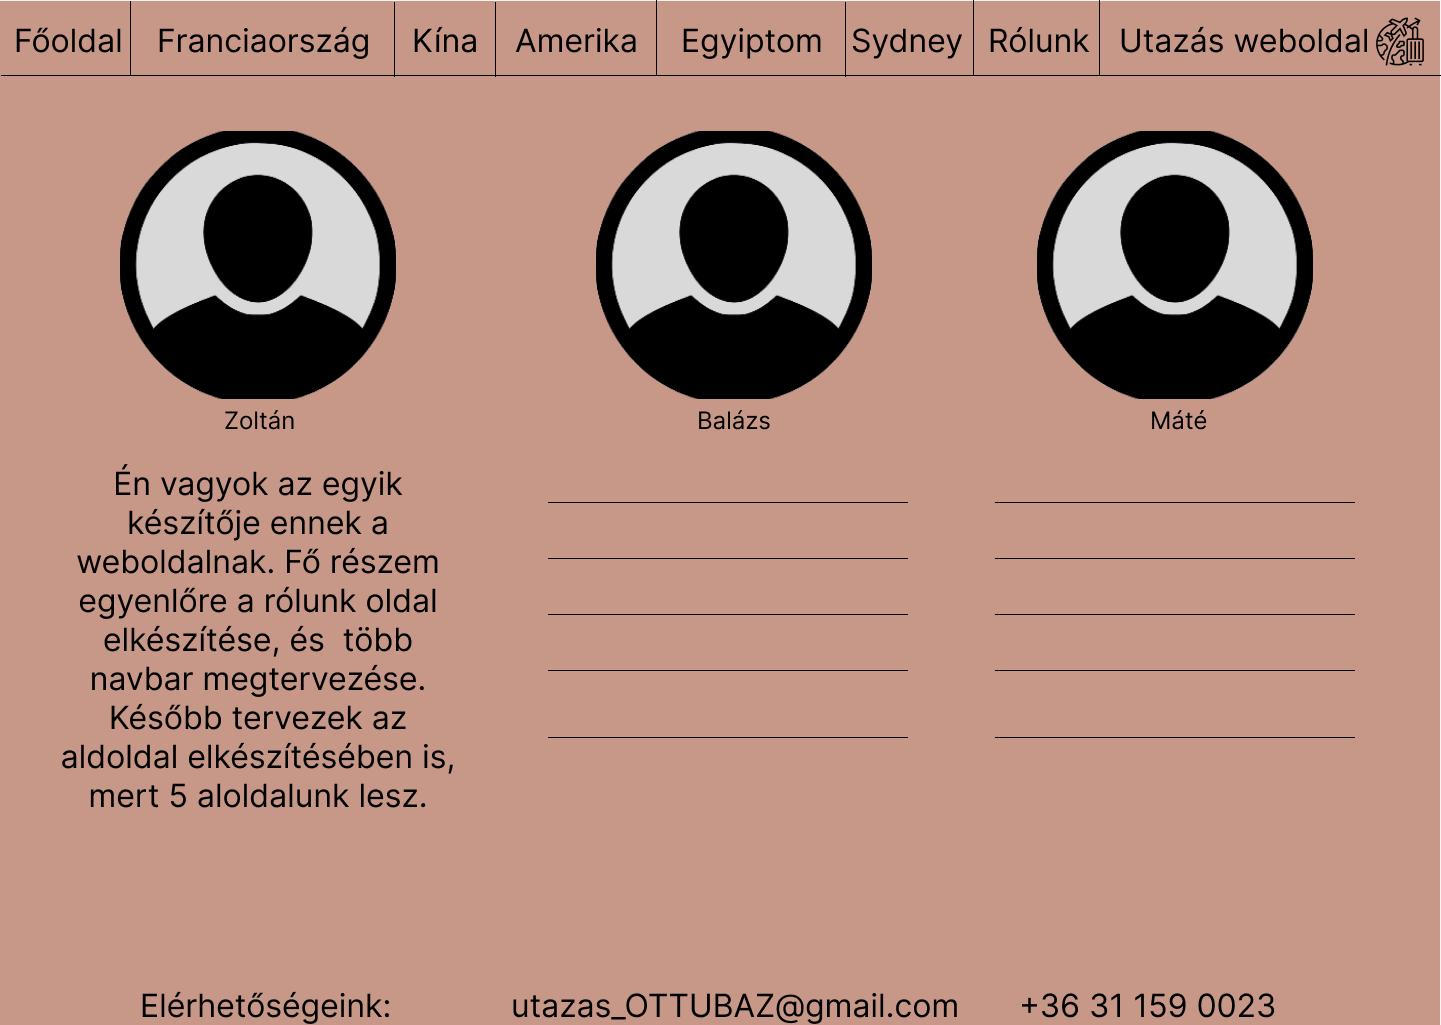 Főoldal Franciaország Kína Amerika Egyiptom Sydney Rólunk Utazás weboldal
Zoltán
Balázs
Máté
Én vagyok az egyik
készítője ennek a
weboldalnak. Fő részem
egyenlőre a rólunk oldal
elkészítése, és  több
navbar megtervezése.
Később tervezek az
aldoldal elkészítésében is,
mert 5 aloldalunk lesz.
Elérhetőségeink: utazas_OTTUBAZ@gmail.com +36 31 159 0023